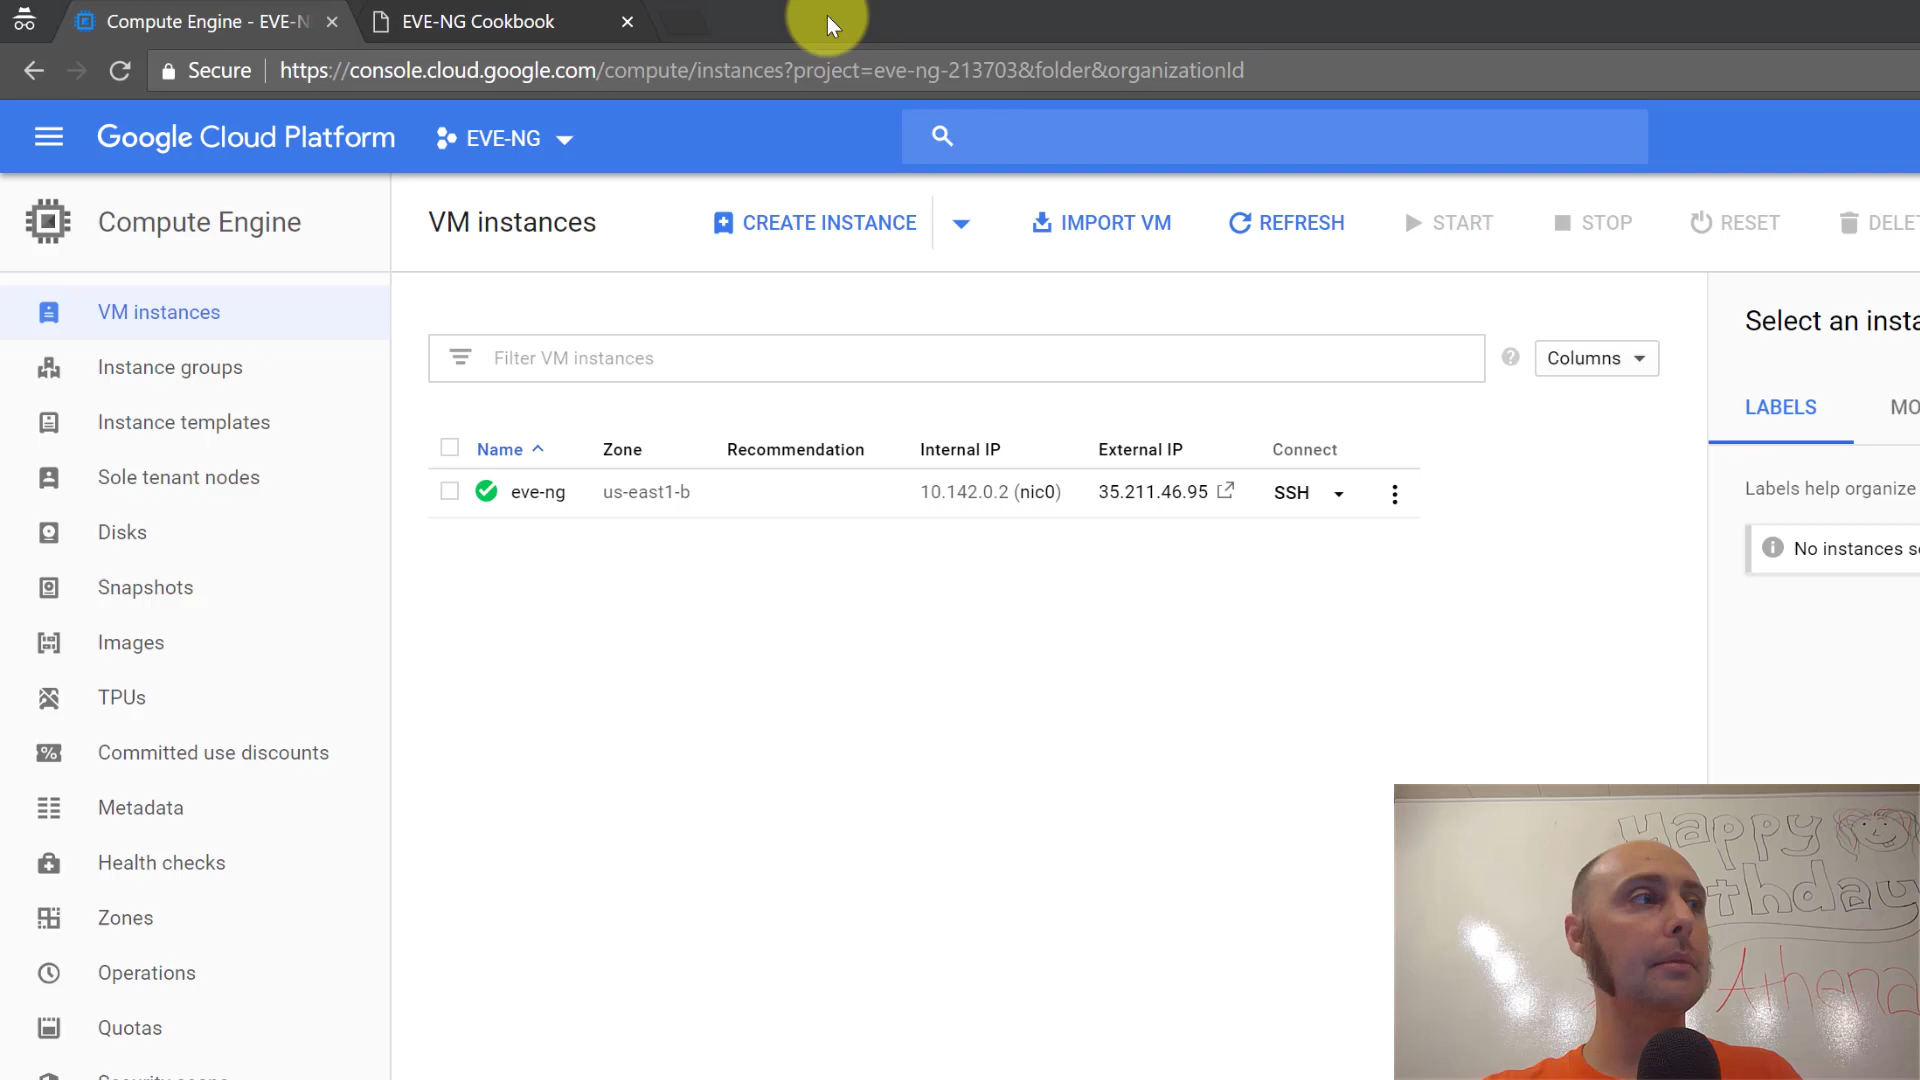 Compute Engine - EVE-N
EVE-NG Cookbook
Secure
https://console.cloud.google.com/compute/instances?project=eve-ng-213703&folder&organizationId
Google Cloud Platform
EVE-NG
Compute Engine
VM instances
CREATE INSTANCE
IMPORT VM
REFRESH
START
STOP
RESET
DELE
VM instances
Instance groups
Instance templates
Sole tenant nodes
Disks
Snapshots
Images
TPUs
Committed use discounts
Metadata
Health checks
Zones
Operations
Quotas
Filter VM instances
Columns
Name Zone Recommendation Internal IP External IP Connect
eve-ng us-east1-b 10.142.0.2 (nic0) 35.211.46.95 SSH
Select an insta
LABELS
MO
Labels help organize
No instances se
Happy
thday
Athena